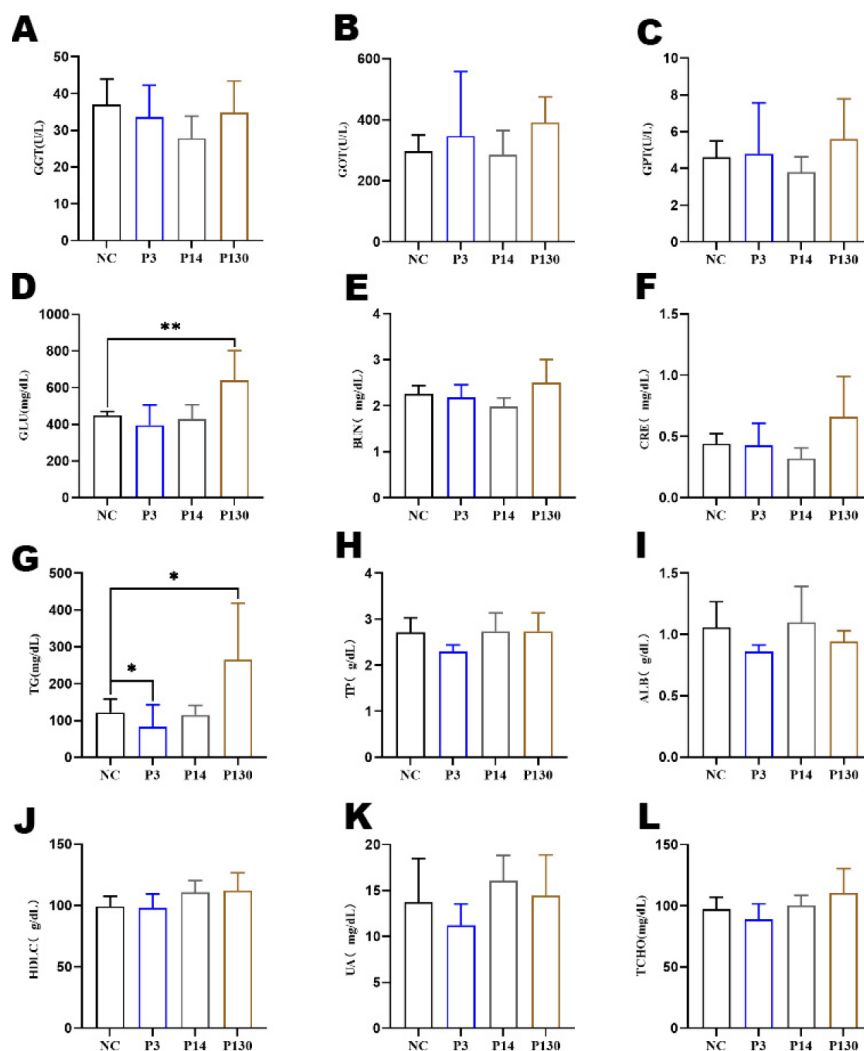 A
B
C
GGT(U/L)
50
40
30
20
10
0
NC P3 P14 P130
GOT(U/L)
600
400
200
0
NC P3 P14 P130
GPT(U/L)
10
8
6
4
2
0
NC P3 P14 P130
D
E
F
GLU(mg/dL)
1000
800
600
400
200
0
**
NC P3 P14 P130
BUN( mg/dL)
4
3
2
1
0
NC P3 P14 P130
CRE( mg/dL)
1.5
1.0
0.5
0.0
NC P3 P14 P130
G
H
I
TG(mg/dL)
500
400
300
200
100
0
*
*
NC P3 P14 P130
TP( g/dL)
4
3
2
1
0
NC P3 P14 P130
ALB( g/dL)
1.5
1.0
0.5
0.0
NC P3 P14 P130
J
K
L
HDLC( g/dL)
150
100
50
0
NC P3 P14 P130
UA( mg/dL)
20
15
10
5
0
NC P3 P14 P130
TCHO(mg/dL)
150
100
50
0
NC P3 P14 P130